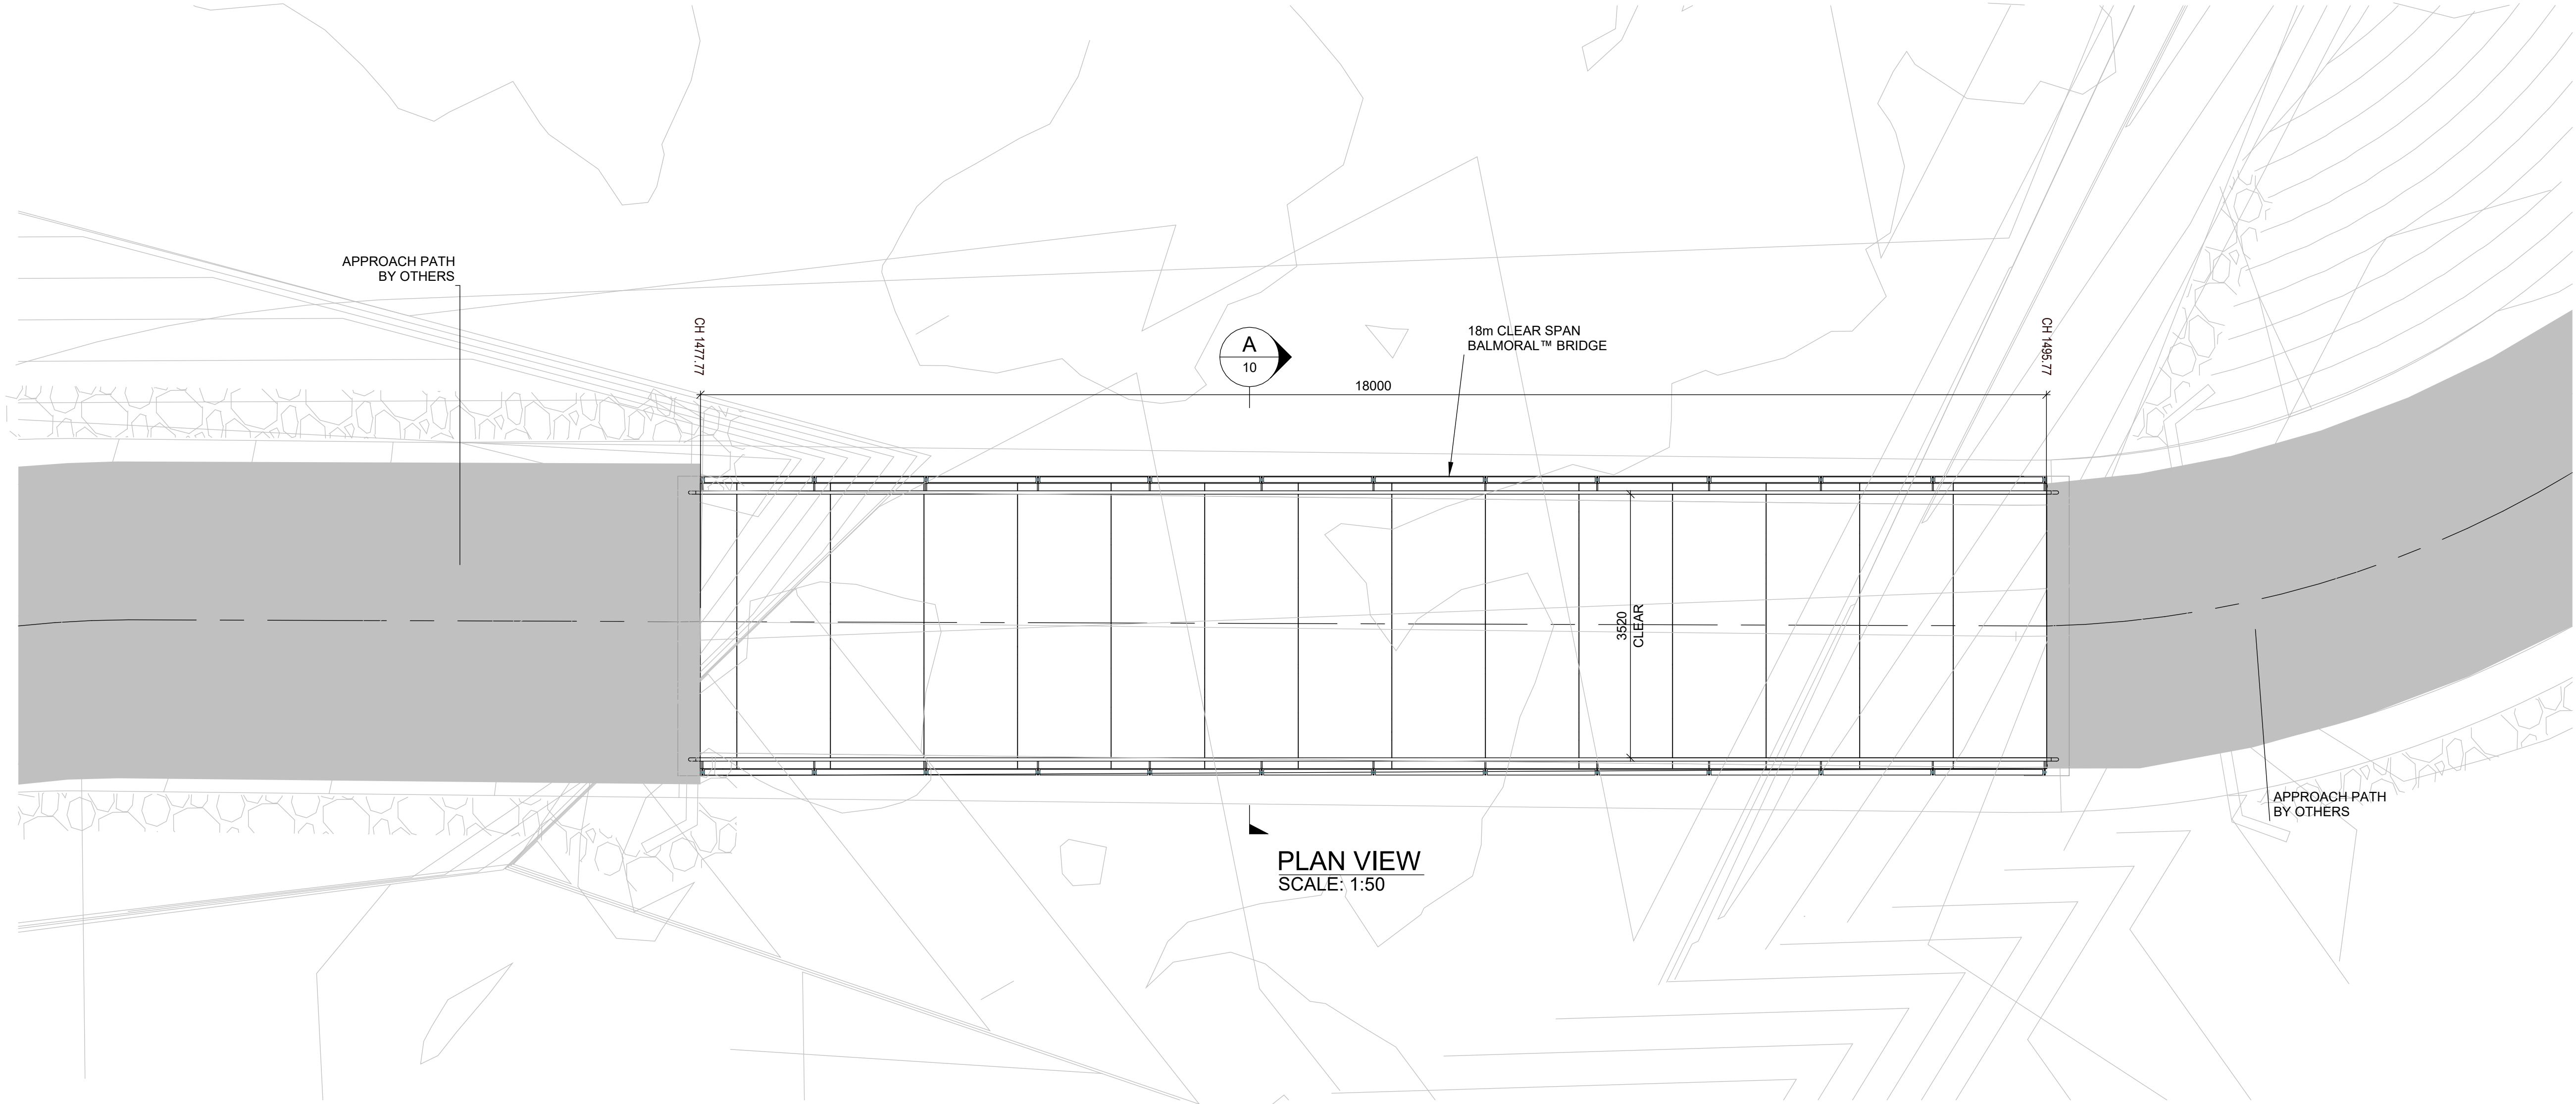 APPROACH PATH
BY OTHERS
CH 1477.77
A
10
18000
18m CLEAR SPAN
BALMORAL™ BRIDGE
CH 1495.77
3520
CLEAR
APPROACH PATH
BY OTHERS
PLAN VIEW
SCALE: 1:50